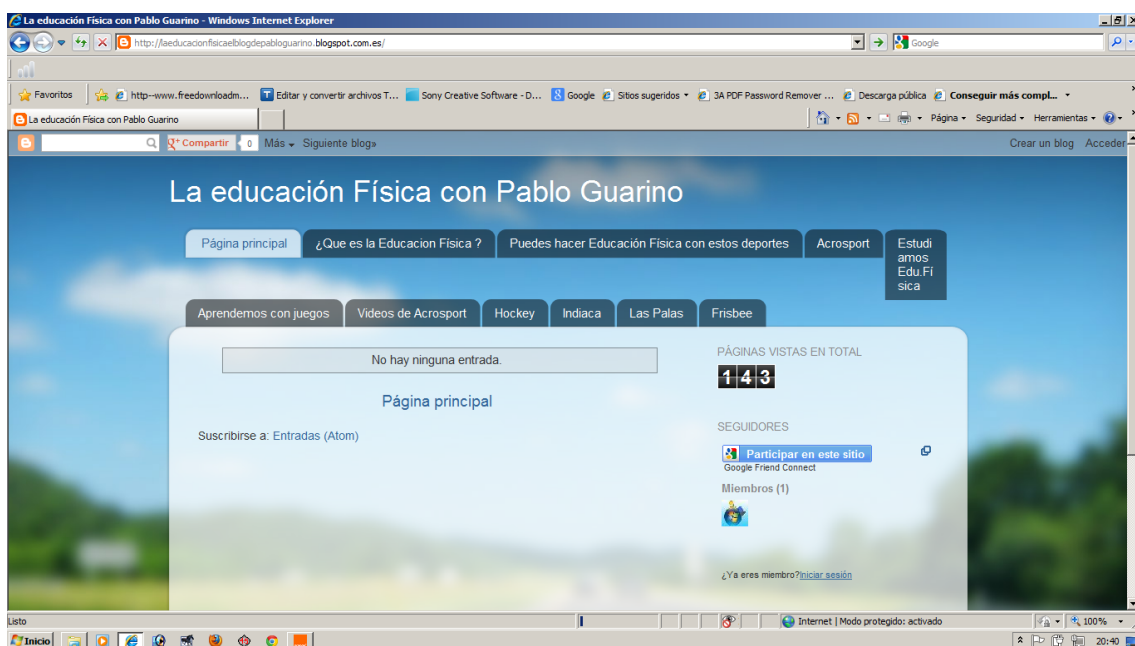 La educación Física con Pablo Guarino - Windows Internet Explorer
http://laeducacionfisicaelblogdepabloguarino.blogspot.com.es/
Google
Favoritos http--www.freedownloadm... Editar y convertir archivos T... Sony Creative Software - D... Google Sitios sugeridos 3A PDF Password Remover ... Descarga pública Conseguir más compl...
La educación Física con Pablo Guarino
Página Seguridad Herramientas
Compartir 0 Más Siguiente blog» Crear un blog Acceder
La educación Física con Pablo Guarino
Página principal
¿Que es la Educacion Física ?
Puedes hacer Educación Física con estos deportes
Acrosport
Estudi
amos
Edu.Fí
sica
Aprendemos con juegos
Videos de Acrosport
Hockey
Indiaca
Las Palas
Frisbee
No hay ninguna entrada.
Página principal
Suscribirse a: Entradas (Atom)
PÁGINAS VISTAS EN TOTAL
143
SEGUIDORES
Participar en este sitio
Google Friend Connect
Miembros (1)
¿Ya eres miembro?Iniciar sesión
Listo
Internet | Modo protegido: activado
100%
Inicio
20:40